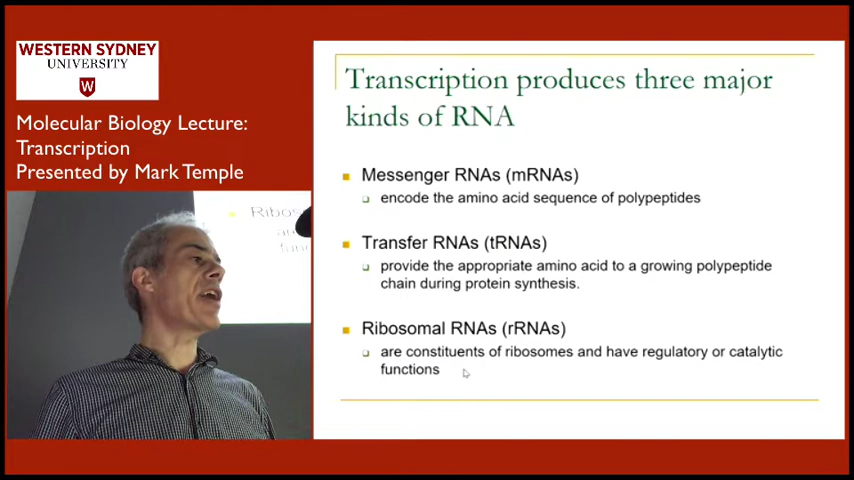 WESTERN SYDNEY
UNIVERSITY
W
Molecular Biology Lecture:
Transcription
Presented by Mark Temple
Ribos
Transcription produces three major
kinds of RNA
Messenger RNAs (mRNAs)
encode the amino acid sequence of polypeptides
Transfer RNAs (tRNAs)
provide the appropriate amino acid to a growing polypeptide
chain during protein synthesis.
Ribosomal RNAs (rRNAs)
are constituents of ribosomes and have regulatory or catalytic
functions